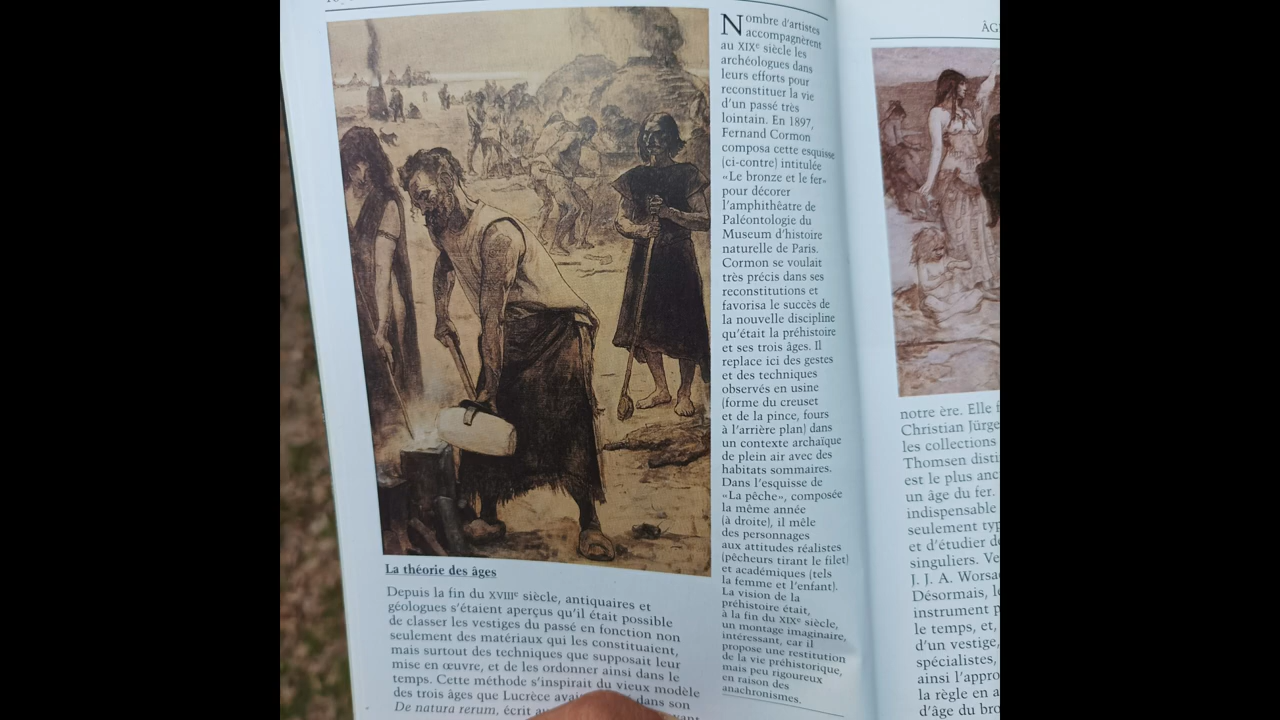 Nombre d'artistes
accompagnèrent
au XIXe siècle les
archéologues dans
leurs efforts pour
reconstituer la vie
d'un passé très
lointain. En 1897,
Fernand Cormon
composa cette esquisse
(ci-contre) intitulée
«Le bronze et le fer»
pour décorer
l'amphithéatre de
Paléontologie du
Museum d'histoire
naturelle de Paris.
Cormon se voulait
très précis dans ses
reconstitutions et
favorisa le succès de
la nouvelle discipline
qu'était la préhistoire
et ses trois âges. Il
replace ici des gestes
et des techniques
observés en usine
(forme du creuset
et de la pince, fours
à l'arrière plan) dans
un contexte archaïque
de plein air avec des
habitats sommaires.
Dans l'esquisse de
«La pêche», composée
la même année
(à droite), il mêle
des personnages
aux attitudes réalistes
(pêcheurs tirant le filet)
et académiques (tels
la femme et l'enfant).
La vision de la
préhistoire était,
à la fin du XIXe siècle,
un montage imaginaire,
intéressant, car il
propose une restitution
de la vie préhistorique,
mais peu rigoureux
en raison des
anachronismes.
La théorie des âges
Depuis la fin du XVIIIe siècle, antiquaires et
géologues s'étaient aperçus qu'il était possible
de classer les vestiges du passé en fonction non
seulement des matériaux qui les constituaient,
mais surtout des techniques que supposait leur
mise en œuvre, et de les ordonner ainsi dans le
temps. Cette méthode s'inspirait du vieux modèle
des trois âges que Lucrèce dans son
De natura rerum, écrit
notre ère. Elle
Christian Jürge
les collections
Thomsen disti
est le plus anc
un âge du fer.
indispensable
seulement typ
et d'étudier d
singuliers. Ve
J. J. A. Worsa
Désormais, l
instrument p
le temps, et,
d'un vestige,
spécialistes,
ainsi l'appro
la règle en a
d'âge du bro